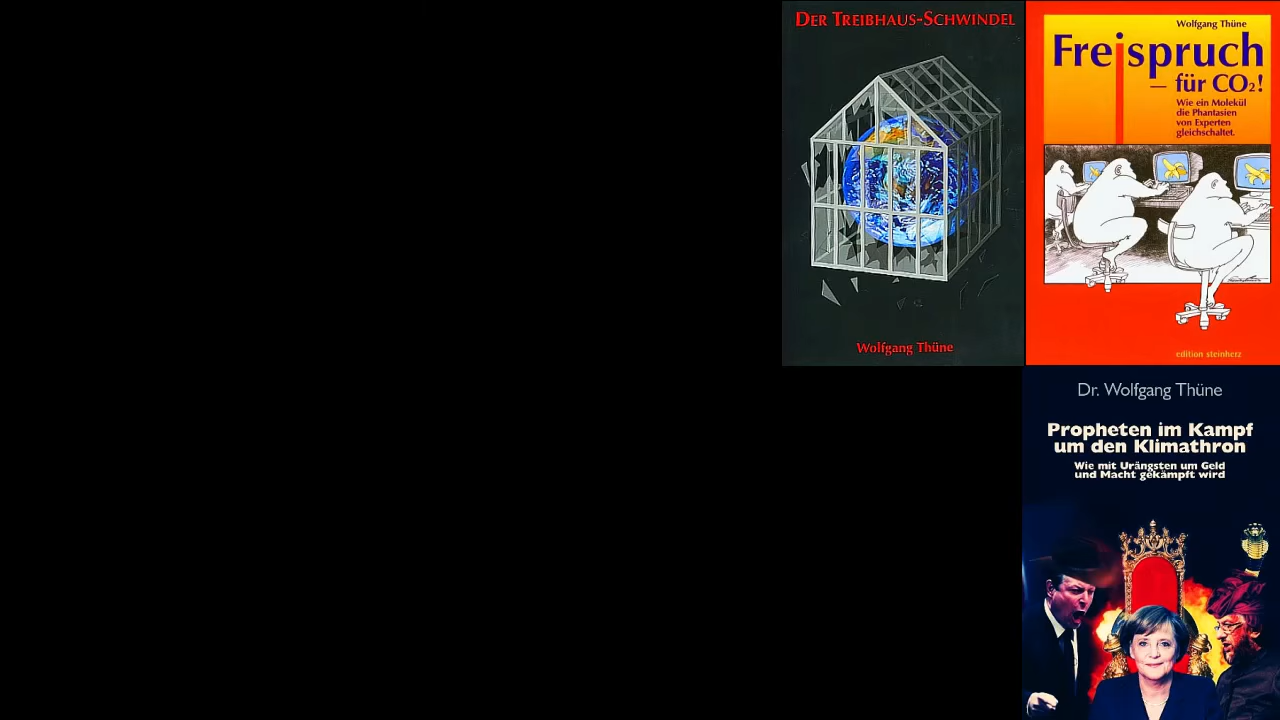 DER TREIBHAUS-SCHWINDEL
Wolfgang Thüne
Wolfgang Thüne
Freispruch
— für CO₂!
Wie ein Molekül
die Phantasien
von Experten
gleichschaltet.
edition steinherz
Dr. Wolfgang Thüne
Propheten im Kampf
um den Klimathron
Wie mit Urängsten um Geld
und Macht gekämpft wird